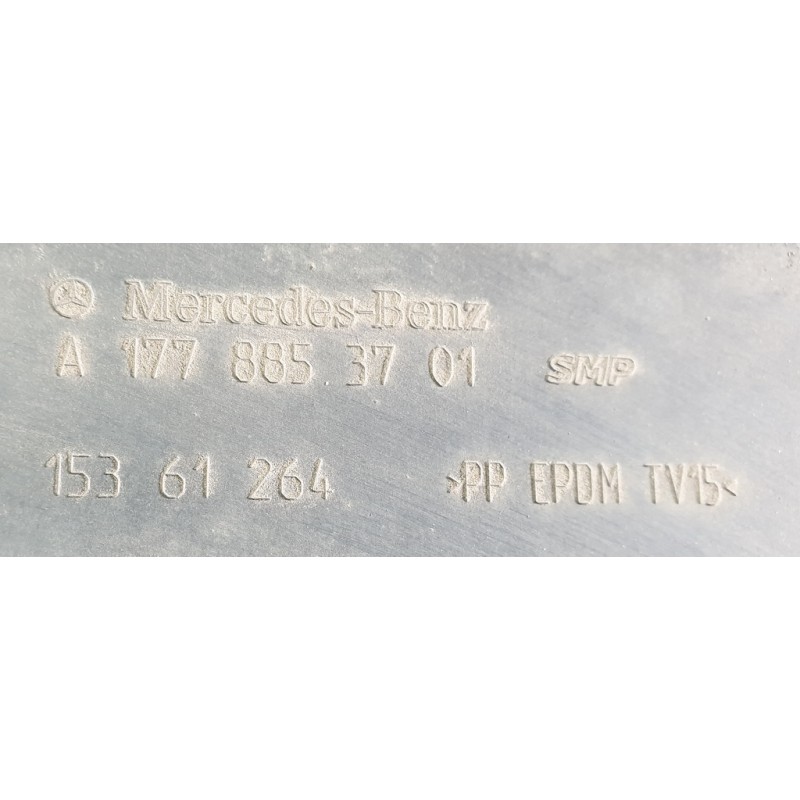 Mercedes-Benz
A 177 885 37 01 SMP
153 61 264 >PP EPDM TV15<